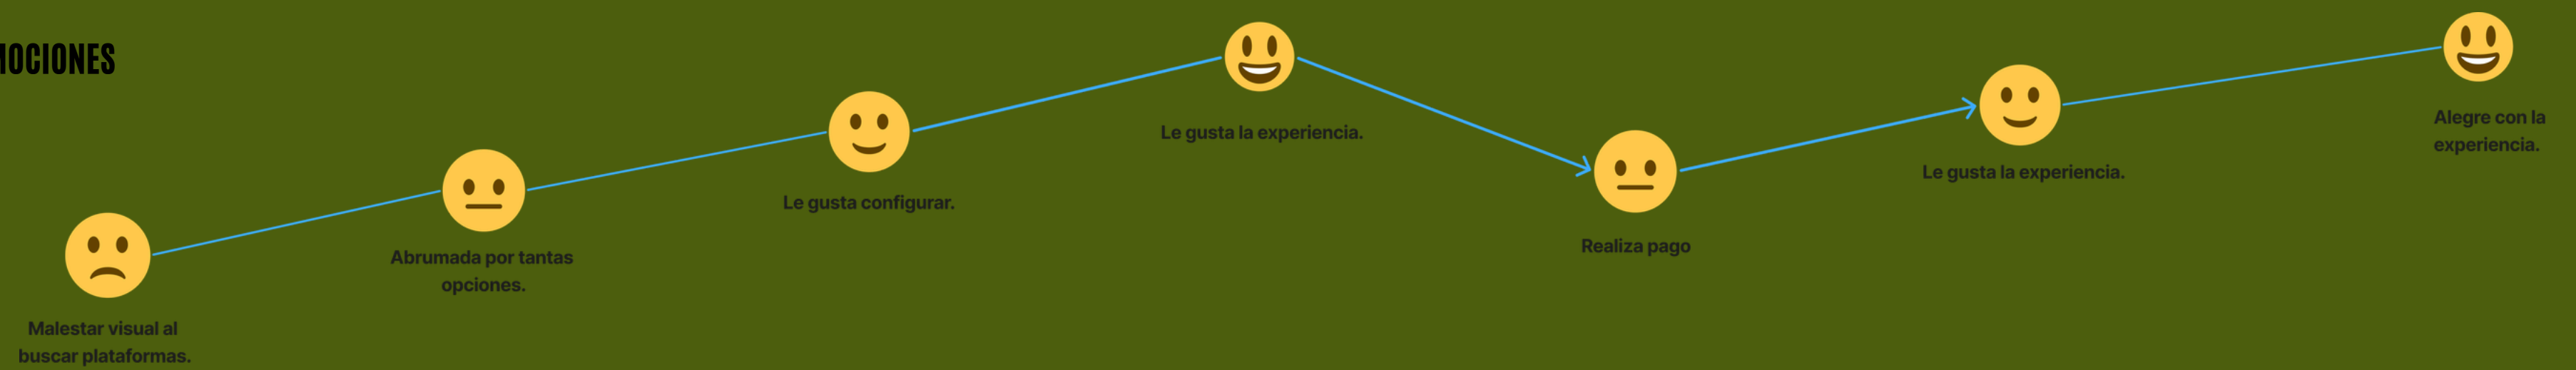 MOCIONES
Le gusta la experiencia.
Alegre con la
experiencia.
Le gusta la experiencia.
Le gusta configurar.
Realiza pago
Abrumada por tantas
opciones.
Malestar visual al
buscar plataformas.